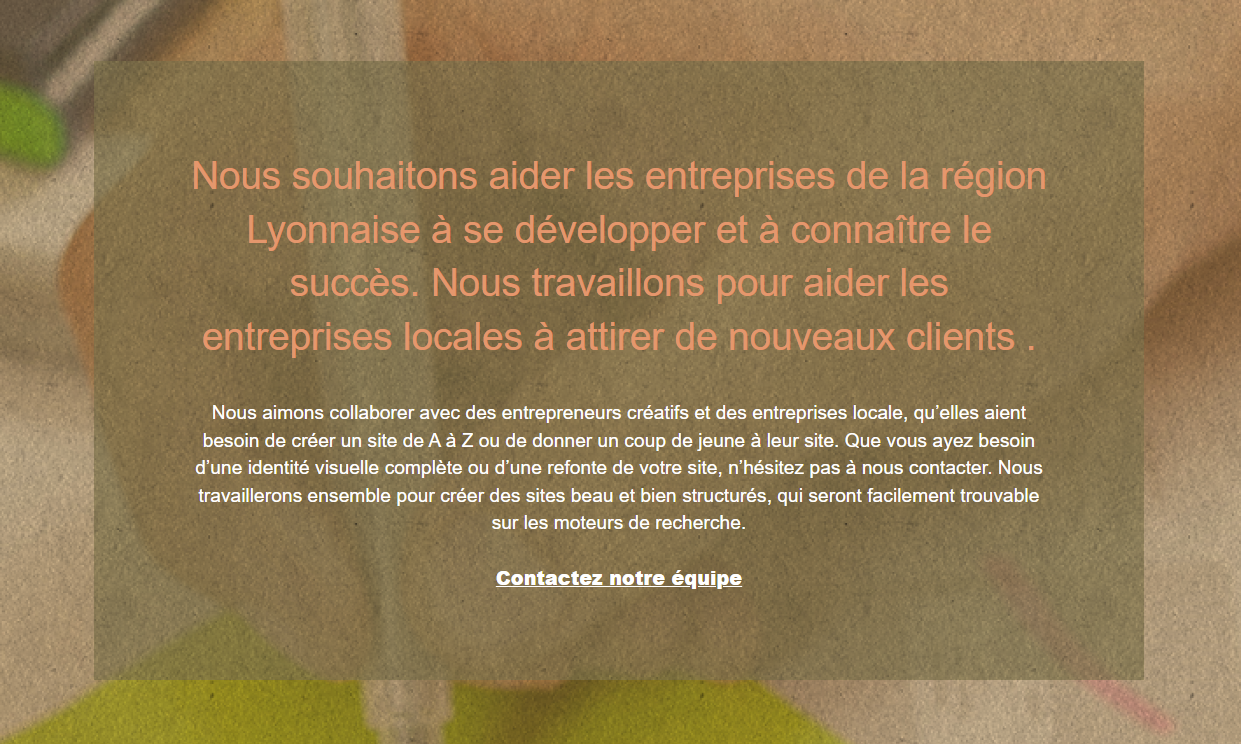 Nous souhaitons aider les entreprises de la région
Lyonnaise à se développer et à connaître le
succès. Nous travaillons pour aider les
entreprises locales à attirer de nouveaux clients .
Nous aimons collaborer avec des entrepreneurs créatifs et des entreprises locale, qu’elles aient
besoin de créer un site de A à Z ou de donner un coup de jeune à leur site. Que vous ayez besoin
d’une identité visuelle complète ou d’une refonte de votre site, n’hésitez pas à nous contacter. Nous
travaillerons ensemble pour créer des sites beau et bien structurés, qui seront facilement trouvable
sur les moteurs de recherche.
Contactez notre équipe